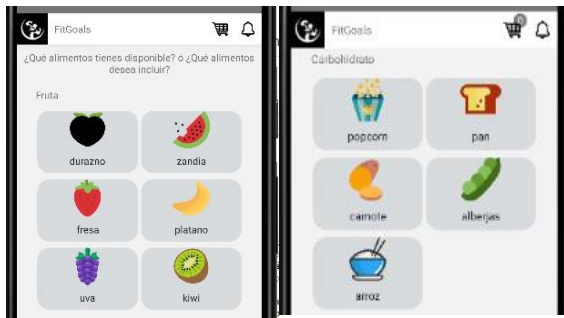 FitGoals
¿Qué alimentos tienes disponible? ó ¿Qué alimentos
desea incluir?
Fruta
durazno
zandia
fresa
platano
uva
kiwi
FitGoals
0
Carbohidrato
popcorn
pan
camote
alberjas
arroz